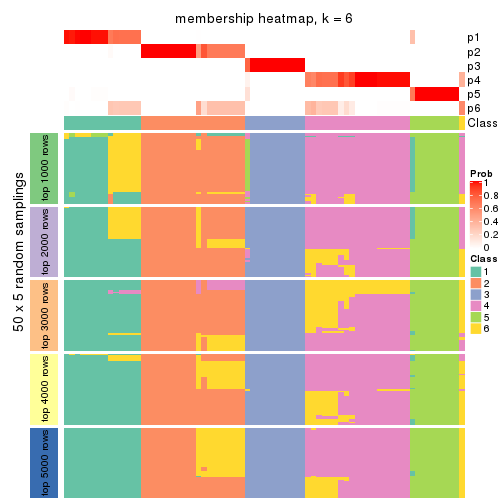 membership heatmap, k = 6
p1
p2
p3
p4
p5
p6
Class
50 x 5 random samplings
top 1000 rows
top 2000 rows
top 3000 rows
top 4000 rows
top 5000 rows
Prob
1
0.8
0.6
0.4
0.2
0
Class
1
2
3
4
5
6